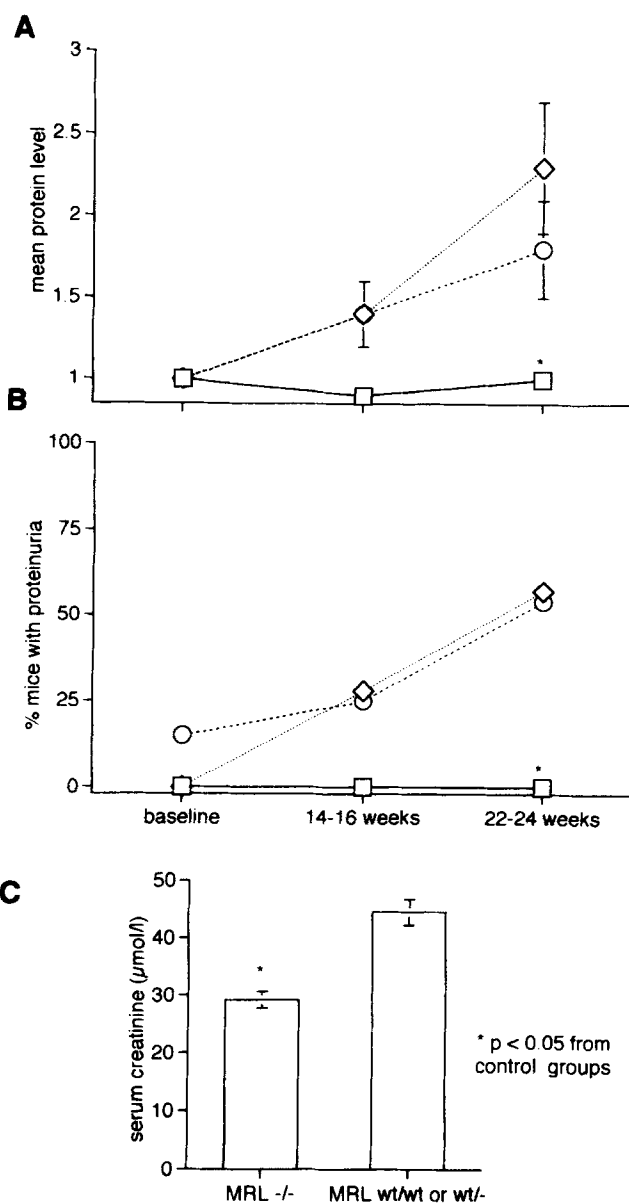 A
3
2.5
2
1.5
1
mean protein level
B
100
75
50
25
0
% mice with proteinuria
*
*
baseline 14-16 weeks 22-24 weeks
C
50
40
30
20
10
0
serum creatinine (µmol/l)
*
* p < 0.05 from
control groups
MRL -/- MRL wt/wt or wt/-